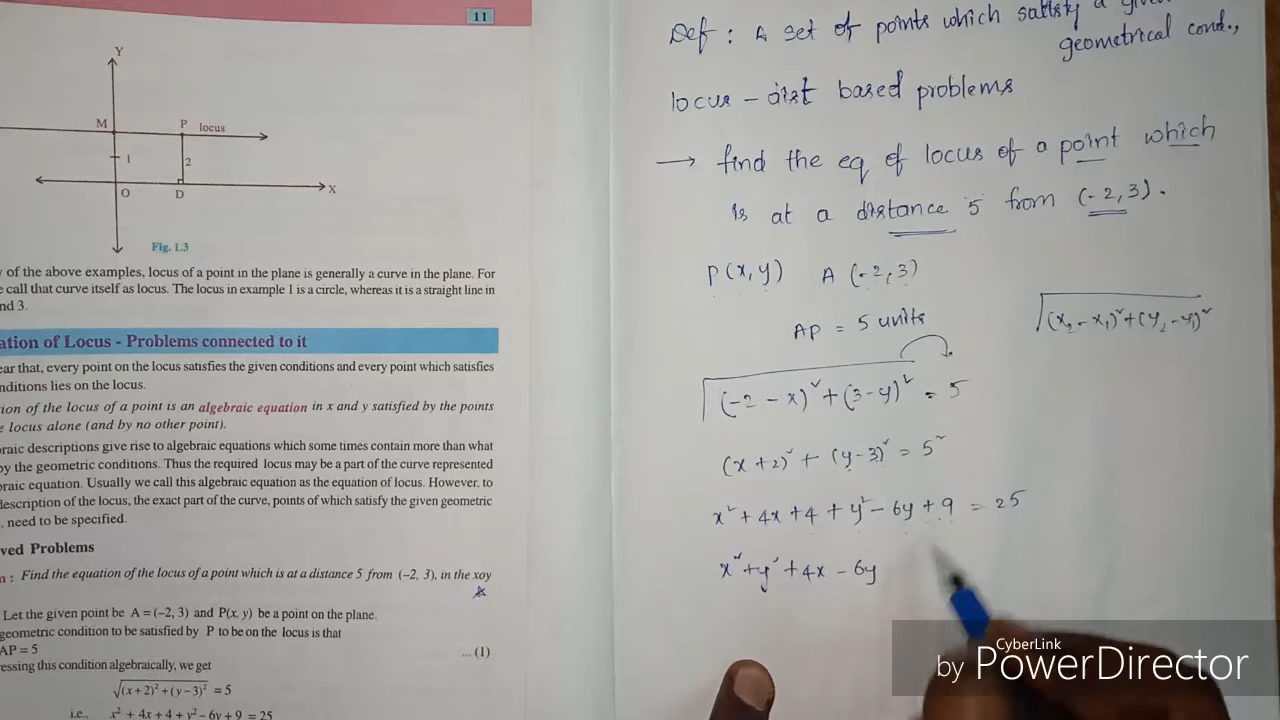 11
Y
M
P locus
1
2
O
D
X
Fig. 1.3
of the above examples, locus of a point in the plane is generally a curve in the plane. For
call that curve itself as locus. The locus in example 1 is a circle, whereas it is a straight line in
nd 3.
ation of Locus - Problems connected to it
ear that, every point on the locus satisfies the given conditions and every point which satisfies
nditions lies on the locus.
ion of the locus of a point is an algebraic equation in x and y satisfied by the points
locus alone (and by no other point).
braic descriptions give rise to algebraic equations which some times contain more than what
by the geometric conditions. Thus the required locus may be a part of the curve represented
braic equation. Usually we call this algebraic equation as the equation of locus. However, to
description of the locus, the exact part of the curve, points of which satisfy the given geometric
, need to be specified.
ved Problems
: Find the equation of the locus of a point which is at a distance 5 from (–2, 3), in the xoy
Let the given point be A = (–2, 3) and P(x, y) be a point on the plane.
geometric condition to be satisfied by P to be on the locus is that
AP = 5 ... (1)
ressing this condition algebraically, we get
√(x + 2)² + (y – 3)² = 5
i.e., x² + 4x + 4 + y² – 6y + 9 = 25
Def : A set of points which satisfy a given
geometrical cond.,
locus - dist based problems
→ find the eq of locus of a point which
is at a distance 5 from (-2, 3).
P(x, y) A (-2, 3)
AP = 5 units
√(x₂ - x₁)² + (y₂ - y₁)²
√(-2 - x)² + (3 - y)² = 5
(x + 2)² + (y - 3)² = 5²
x² + 4x + 4 + y² - 6y + 9 = 25
x² + y² + 4x - 6y
CyberLink
by PowerDirector